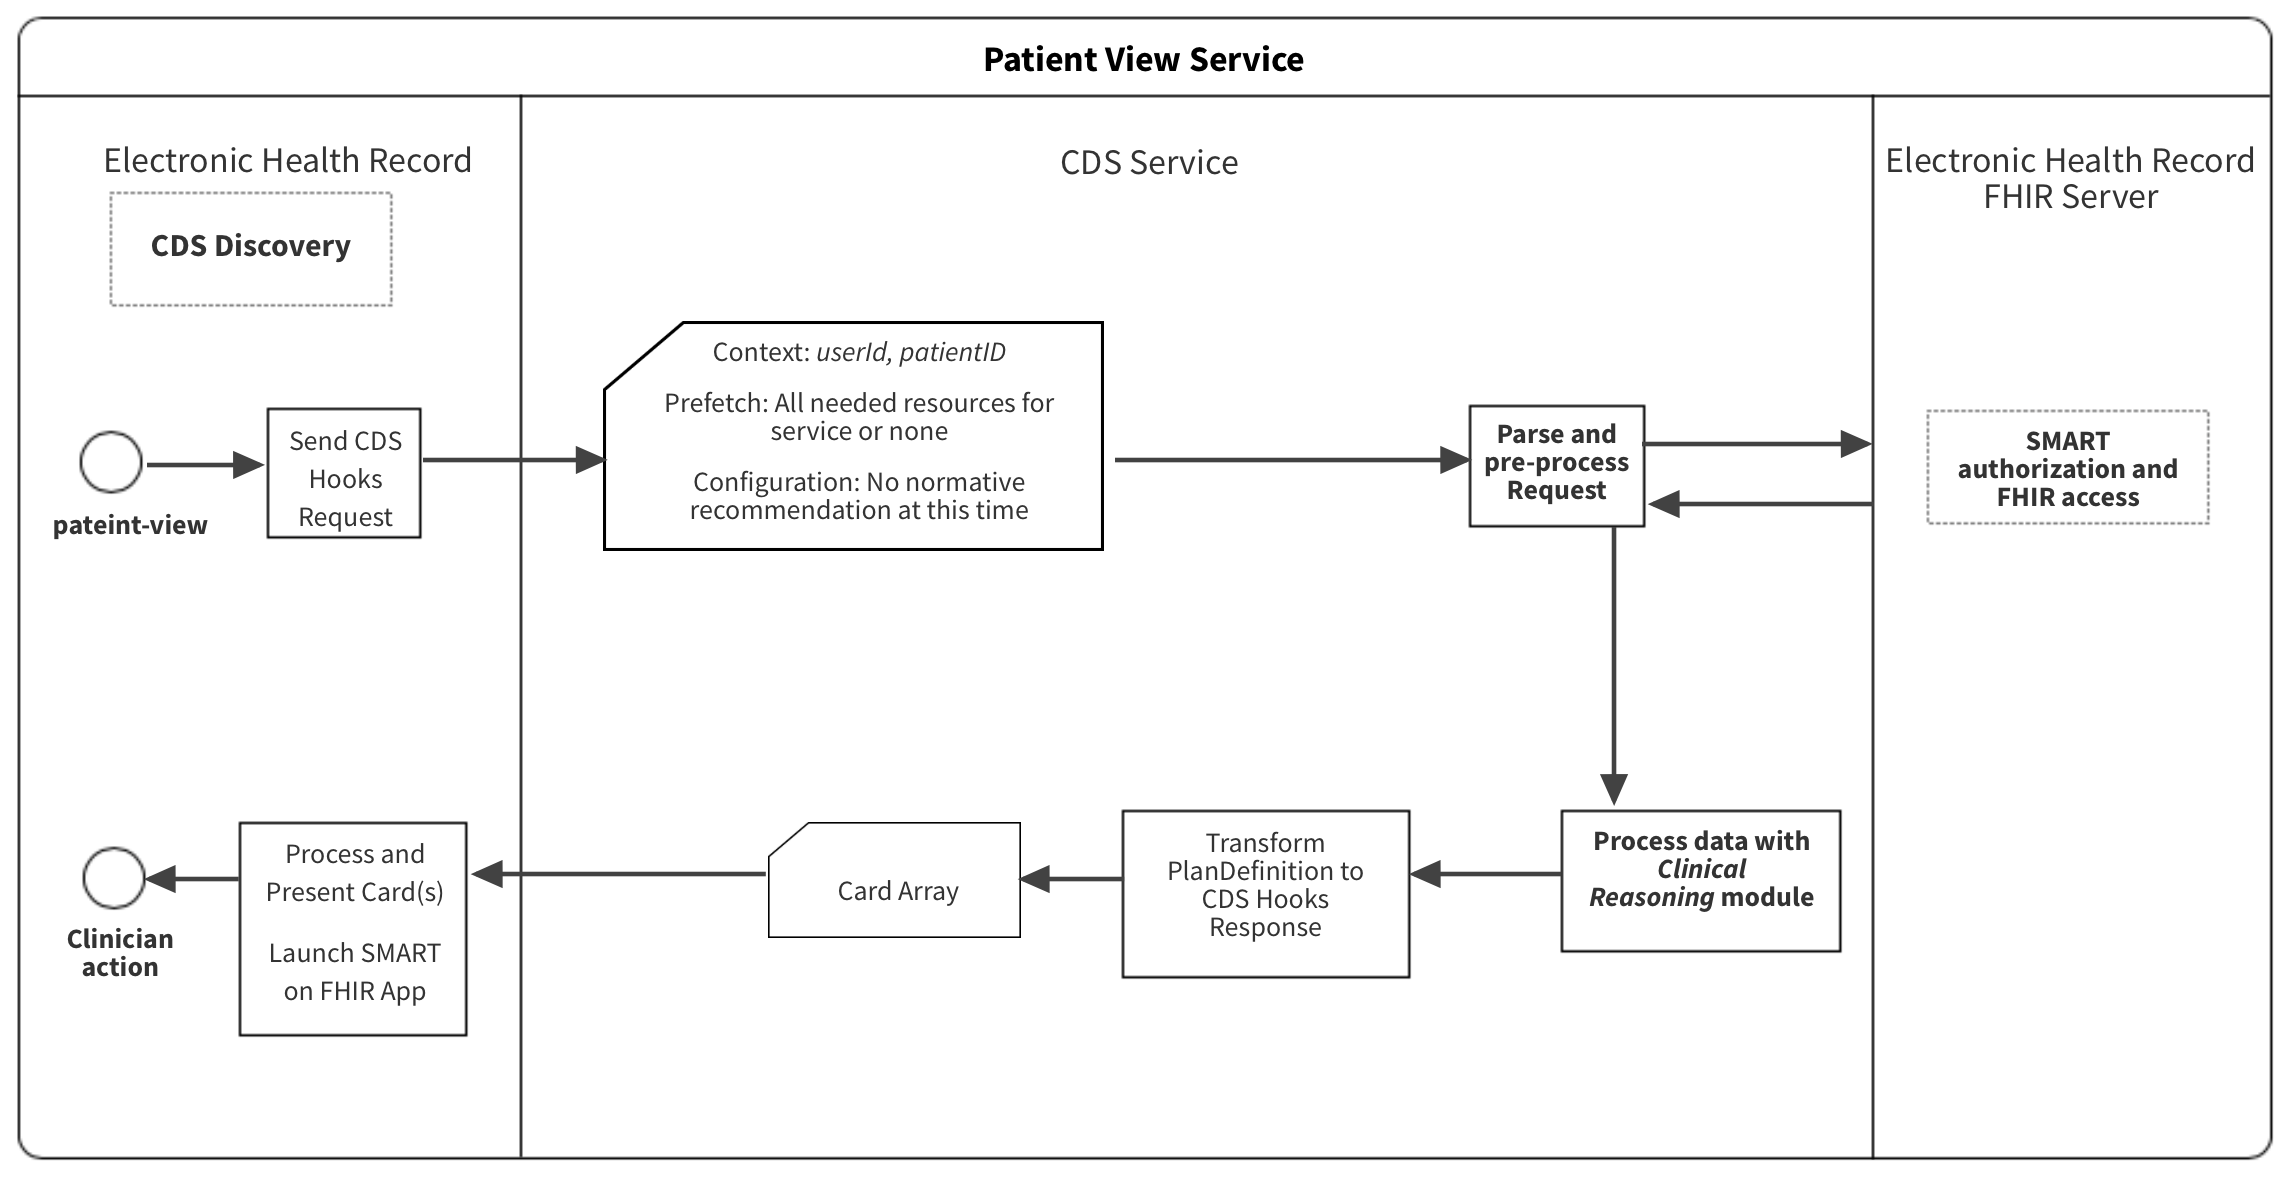 Patient View Service
Electronic Health Record
CDS Discovery
CDS Service
Electronic Health Record
FHIR Server
pateint-view
Send CDS
Hooks
Request
Context: userId, patientID
Prefetch: All needed resources for
service or none
Configuration: No normative
recommendation at this time
Parse and
pre-process
Request
SMART
authorization and
FHIR access
Process data with
Clinical
Reasoning module
Transform
PlanDefinition to
CDS Hooks
Response
Card Array
Process and
Present Card(s)
Launch SMART
on FHIR App
Clinician
action